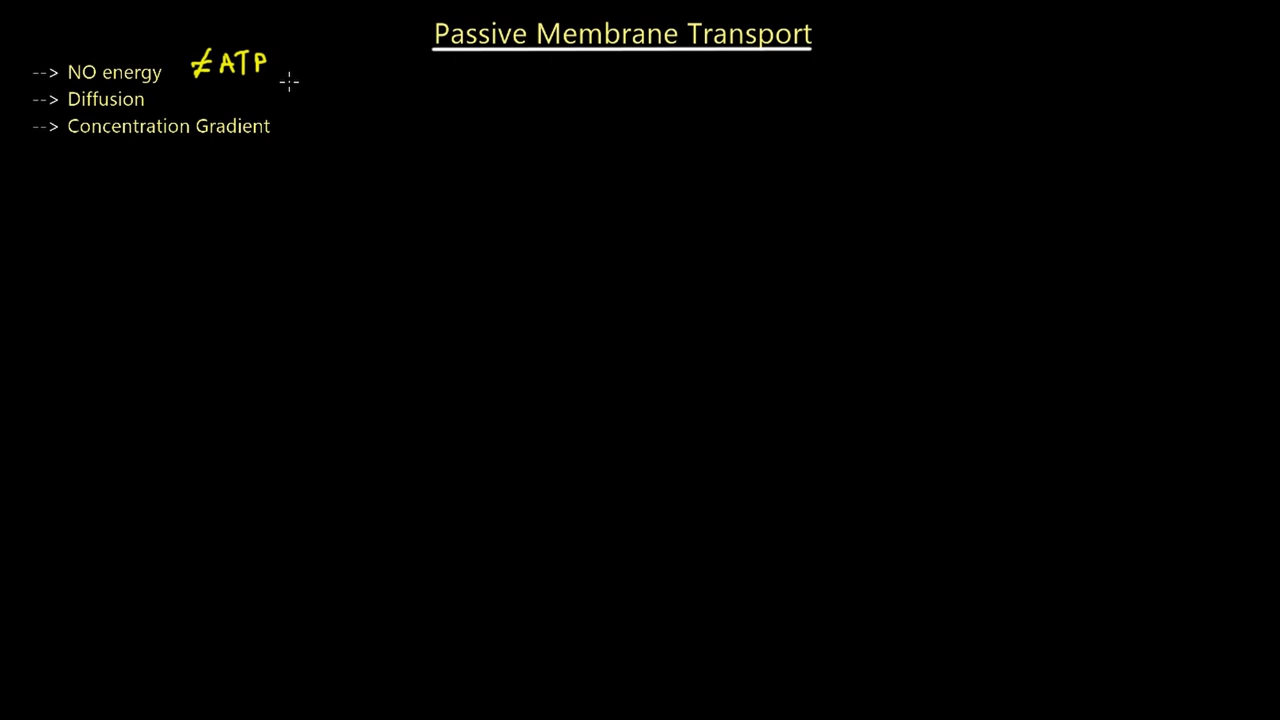 Passive Membrane Transport
--> NO energy ≠ ATP
--> Diffusion
--> Concentration Gradient